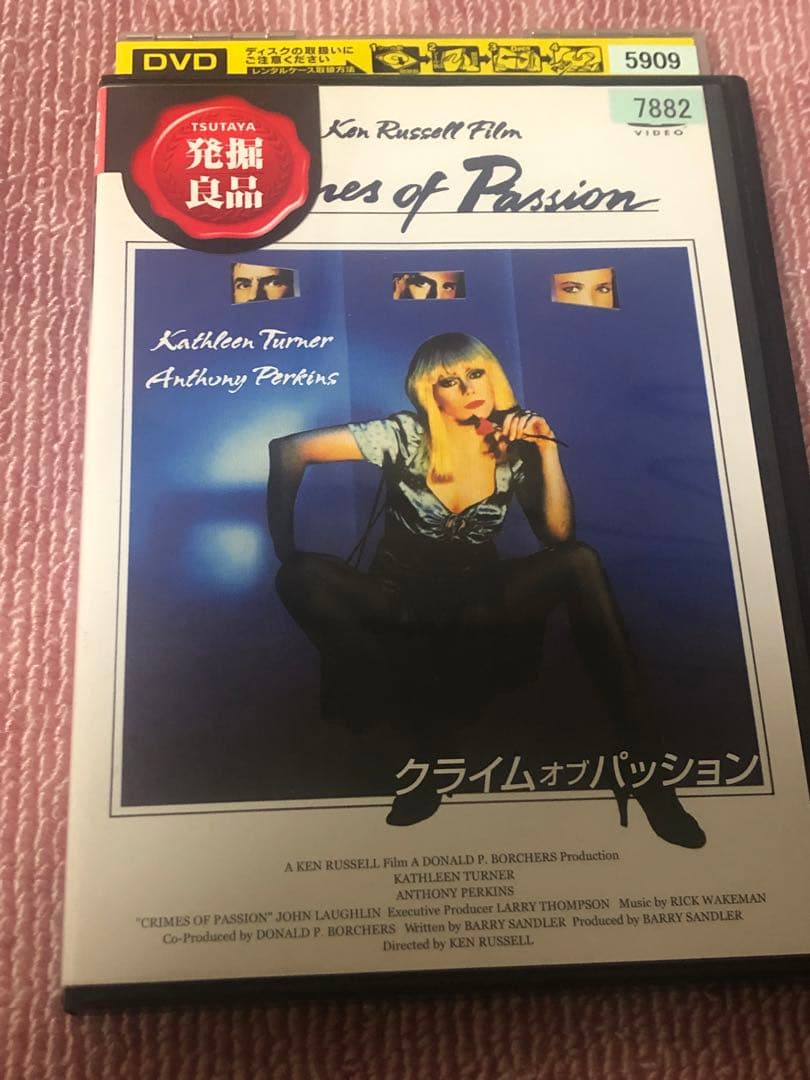 DVD
ディスクの取扱いに
ご注意ください
レンタルケース取扱方法
1
2
3
4
5909
7882
VIDEO
TSUTAYA
発掘
良品
Ken Russell Film
of Passion
Kathleen Turner
Anthony Perkins
クライム オブ パッション
A KEN RUSSELL Film A DONALD P. BORCHERS Production
KATHLEEN TURNER
ANTHONY PERKINS
"CRIMES OF PASSION" JOHN LAUGHLIN Executive Producer LARRY THOMPSON Music by RICK WAKEMAN
Co-Produced by DONALD P. BORCHERS Written by BARRY SANDLER Produced by BARRY SANDLER
Directed by KEN RUSSELL